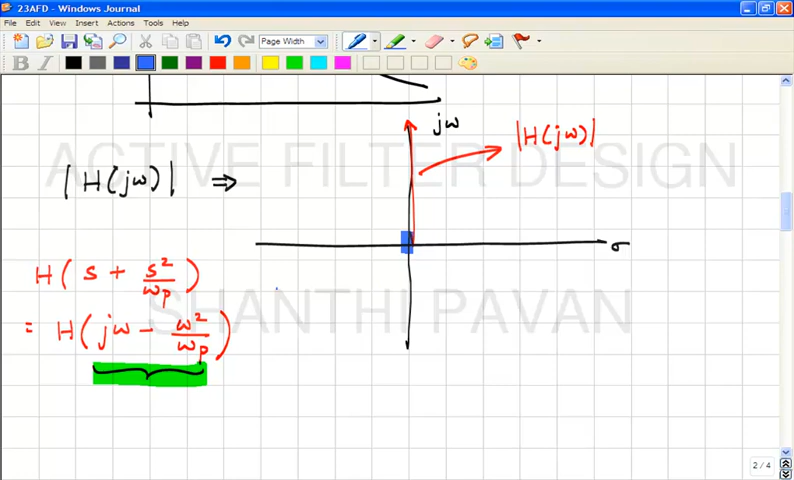 23AFD - Windows Journal
File Edit View Insert Actions Tools Help
Page Width
B I
jω
|H(jω)|
ACTIVE FILTER DESIGN
|H(jω)| ⇒
σ
H(s + s²/ωp)
SHANTHI PAVAN
= H(jω − ω²/ωp)
2 / 4